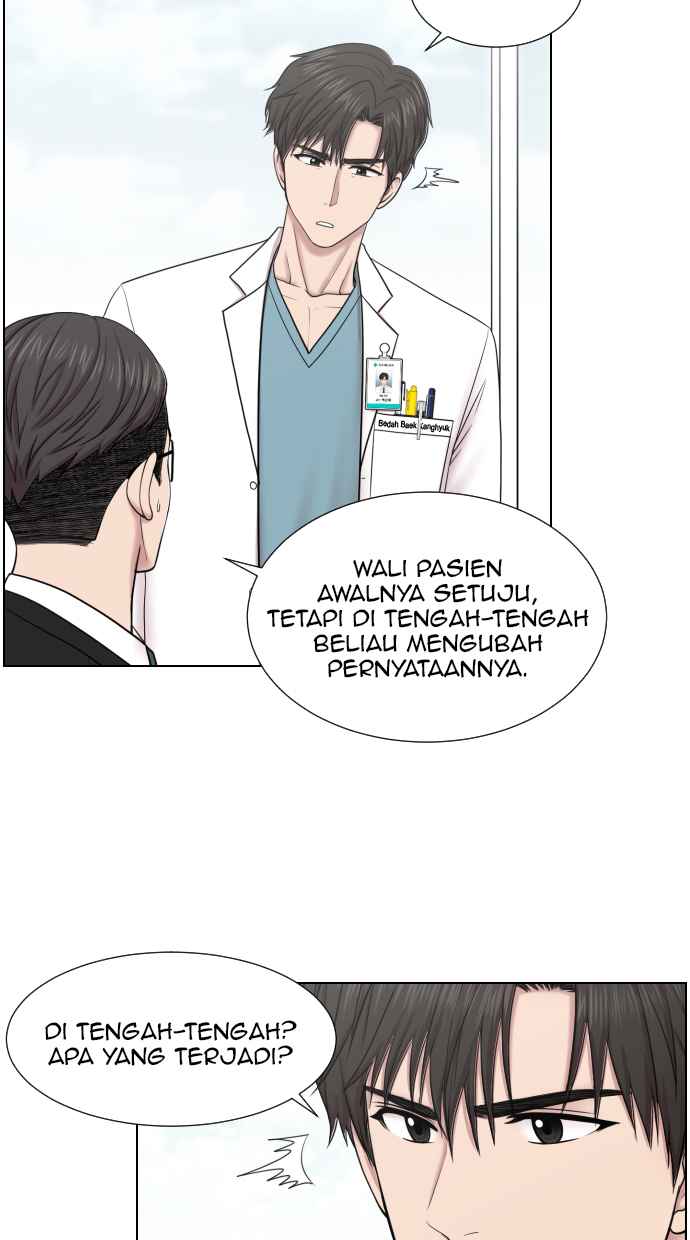 Bedah Baek Kanghyuk
WALI PASIEN
AWALNYA SETUJU,
TETAPI DI TENGAH-TENGAH
BELIAU MENGUBAH
PERNYATAANNYA.
DI TENGAH-TENGAH?
APA YANG TERJADI?